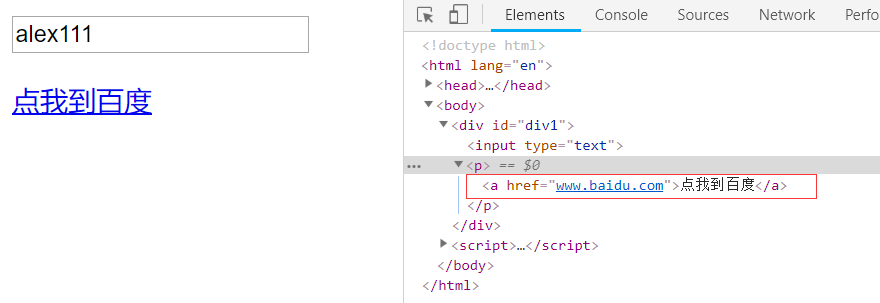 alex111
点我到百度
Elements Console Sources Network Perfo
<!doctype html>
<html lang="en">
<head>…</head>
<body>
<div id="div1">
<input type="text">
<p> == $0
<a href="www.baidu.com">点我到百度</a>
</p>
</div>
<script>…</script>
</body>
</html>